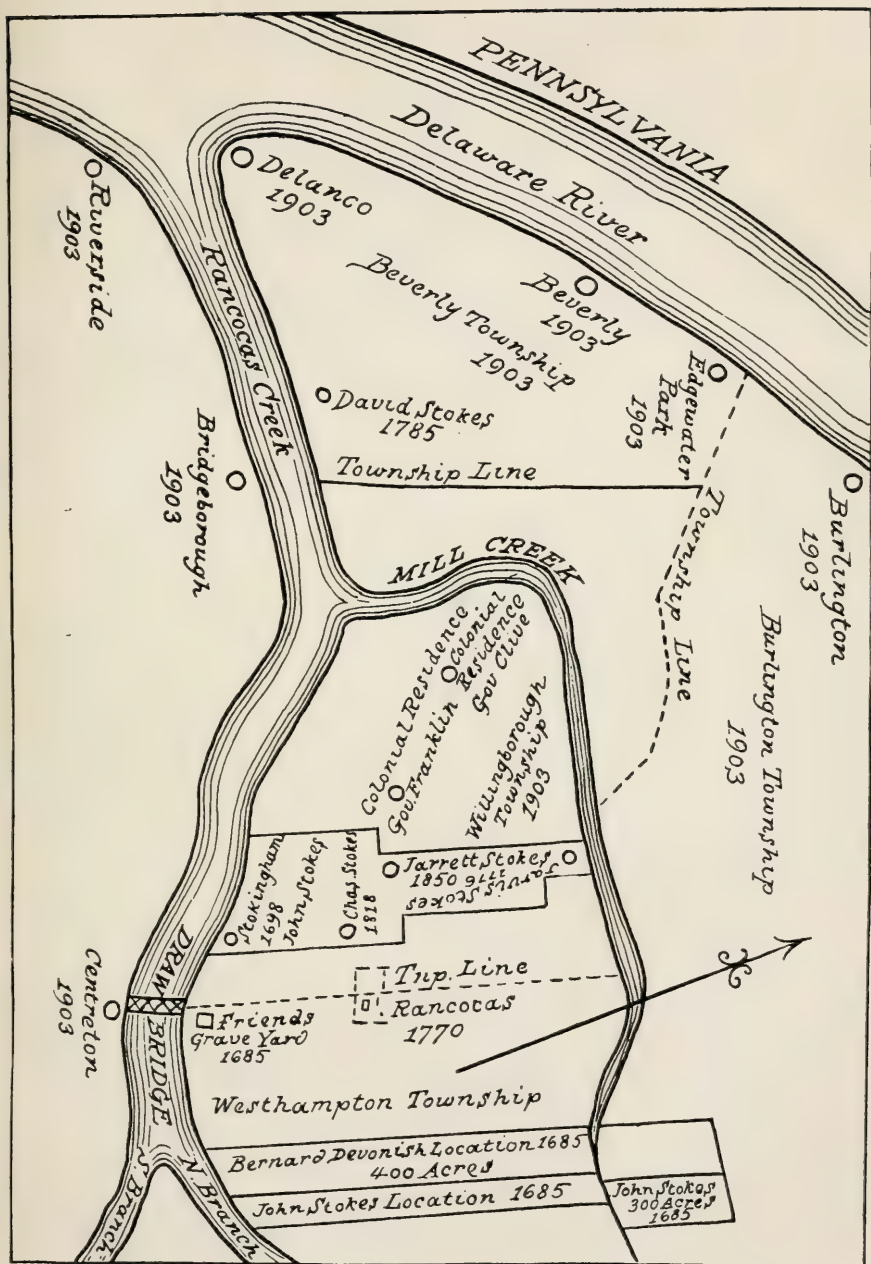 PENNSYLVANIA
Delaware River
Delanco
1903
Riverside
1903
Rancocas Creek
Beverly
1903
Beverly Township
1903
Edgewater
Park
1903
David Stokes
1785
Township Line
Township Line
Bridgeborough
1903
Burlington
1903
Burlington Township
1903
MILL CREEK
Colonial Residence
Gov. Franklin
Colonial
Residence
Gov Clive
Willingborough
Township
1903
Stokingham
1698
John Stokes
Chas Stokes
1818
Jarrett Stokes
1850
Jarvis Stokes
1776
DRAW BRIDGE
Centreton
1903
Tnp. Line
Rancocas
1770
Friends
Grave Yard
1685
Westhampton Township
Bernard Devonish Location 1685
400 Acres
John Stokes Location 1685
John Stokes
300 Acres
1685
S. Branch
N. Branch